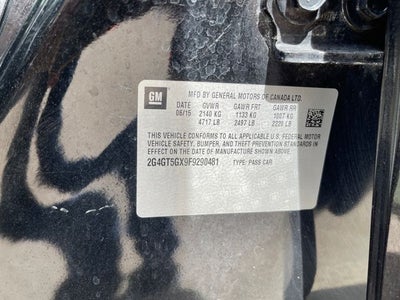 GM
MFD BY GENERAL MOTORS OF CANADA LTD.
DATE GVWR GAWR FRT GAWR RR
06/15 2140 KG 1133 KG 1007 KG
4717 LB 2497 LB 2220 LB
THIS VEHICLE CONFORMS TO ALL APPLICABLE U.S. FEDERAL MOTOR
VEHICLE SAFETY, BUMPER, AND THEFT PREVENTION STANDARDS
IN EFFECT ON THE DATE OF MANUFACTURE SHOWN ABOVE.
2G4GT5GX9F9290481 TYPE: PASS CAR